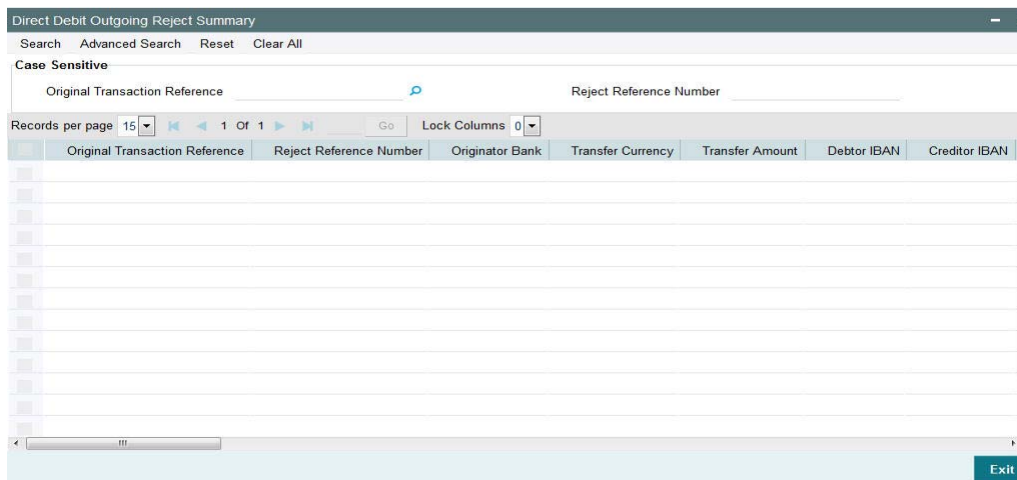 Direct Debit Outgoing Reject Summary
Search Advanced Search Reset Clear All
Case Sensitive
Original Transaction Reference Reject Reference Number
Records per page 15 1 Of 1 Go Lock Columns 0
Original Transaction Reference Reject Reference Number Originator Bank Transfer Currency Transfer Amount Debtor IBAN Creditor IBAN
Exit